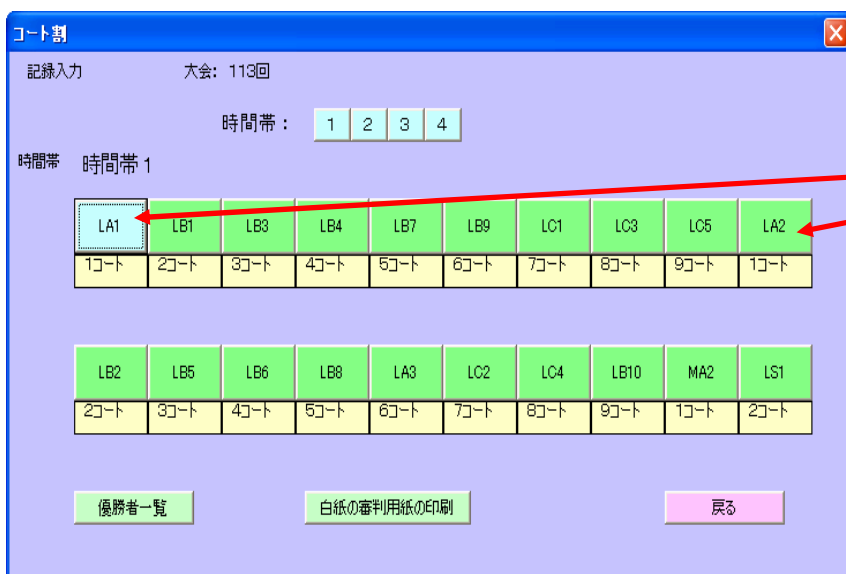 コート割
記録入力 大会: 113回
時間帯： 1 2 3 4
時間帯 時間帯1
LA1 LB1 LB3 LB4 LB7 LB9 LC1 LC3 LC5 LA2
1コート 2コート 3コート 4コート 5コート 6コート 7コート 8コート 9コート 1コート
LB2 LB5 LB6 LB8 LA3 LC2 LC4 LB10 MA2 LS1
2コート 3コート 4コート 5コート 6コート 7コート 8コート 9コート 1コート 2コート
優勝者一覧 白紙の審判用紙の印刷 戻る